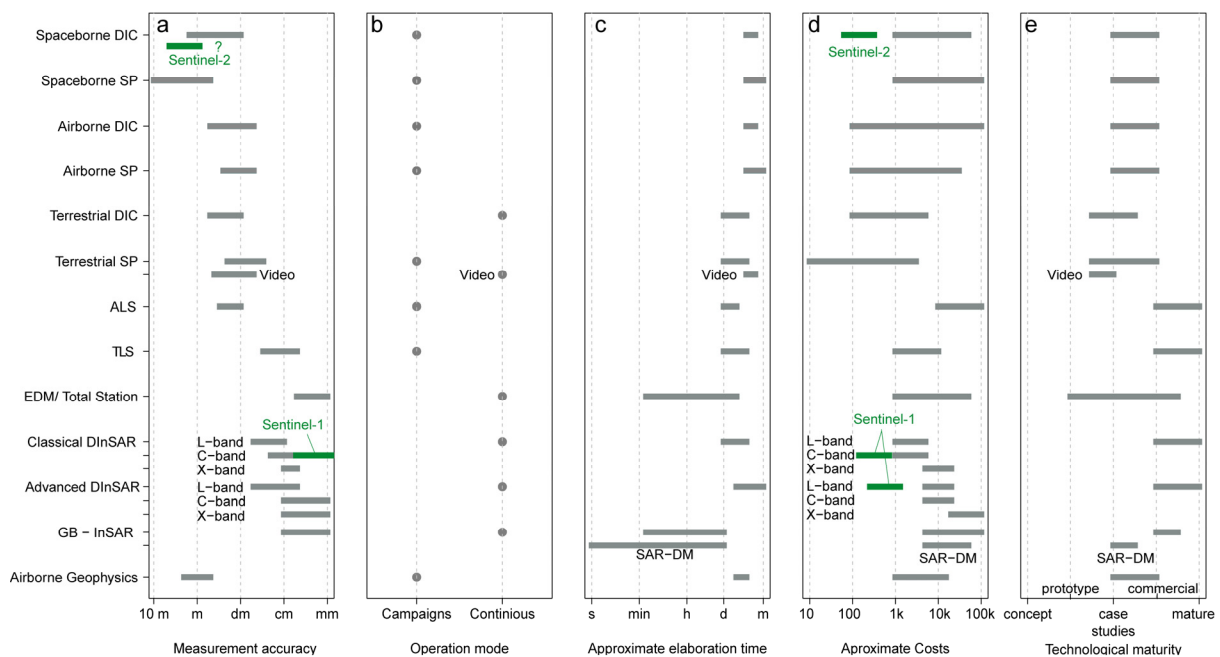 a
b
c
d
e
Spaceborne DIC
?
Sentinel-2
Sentinel-2
Spaceborne SP
Airborne DIC
Airborne SP
Terrestrial DIC
Terrestrial SP
Video
Video
Video
Video
ALS
TLS
EDM/ Total Station
Sentinel-1
Sentinel-1
Classical DInSAR
L-band
L-band
C-band
C-band
X-band
X-band
Advanced DInSAR
L-band
L-band
C-band
C-band
X-band
X-band
GB - InSAR
SAR-DM
SAR-DM
SAR-DM
Airborne Geophysics
prototype
commercial
10 m
m
dm
cm
mm
Campaigns
Continious
s
min
h
d
m
10
100
1k
10k
100k
concept
case
studies
mature
Measurement accuracy
Operation mode
Approximate elaboration time
Aproximate Costs
Technological maturity